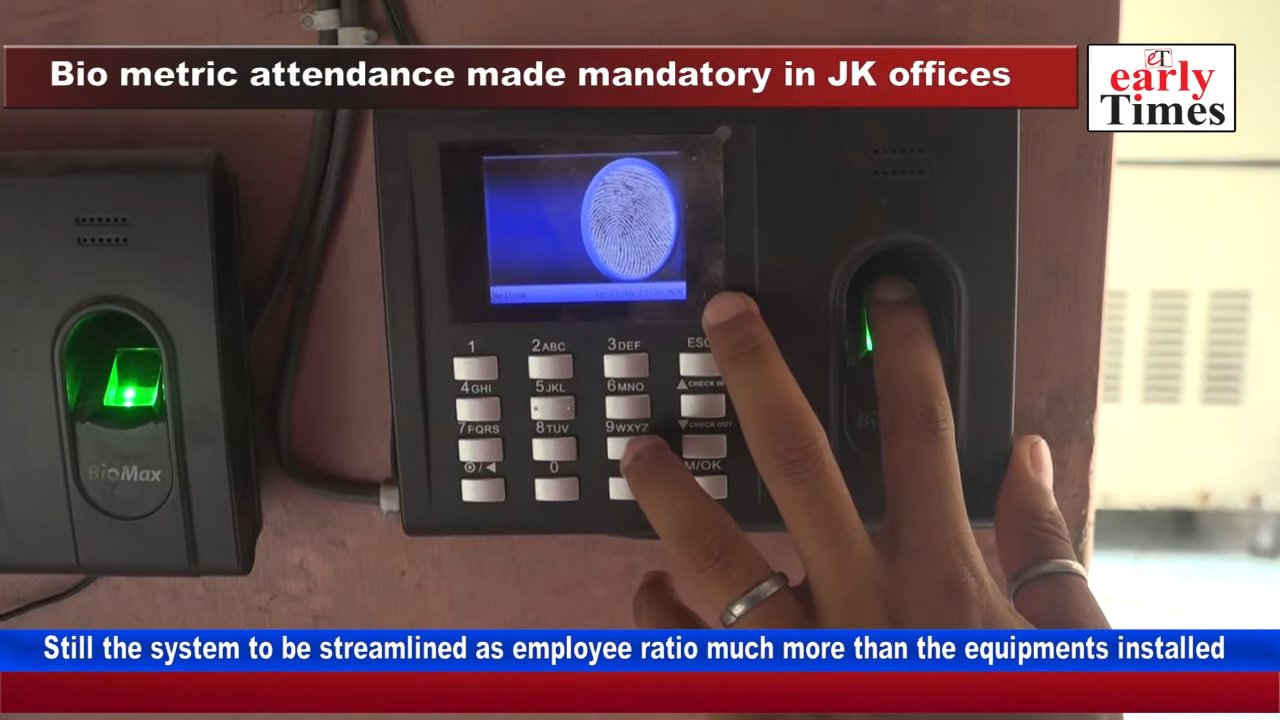 Bio metric attendance made mandatory in JK offices
eT
early
Times
Welcome
1
2ABC
3DEF
ESC
4GHI
5JKL
6MNO
▲CHECK IN
7PQRS
8TUV
9WXYZ
▼CHECK OUT
0
M/OK
BioMax
Still the system to be streamlined as employee ratio much more than the equipments installed